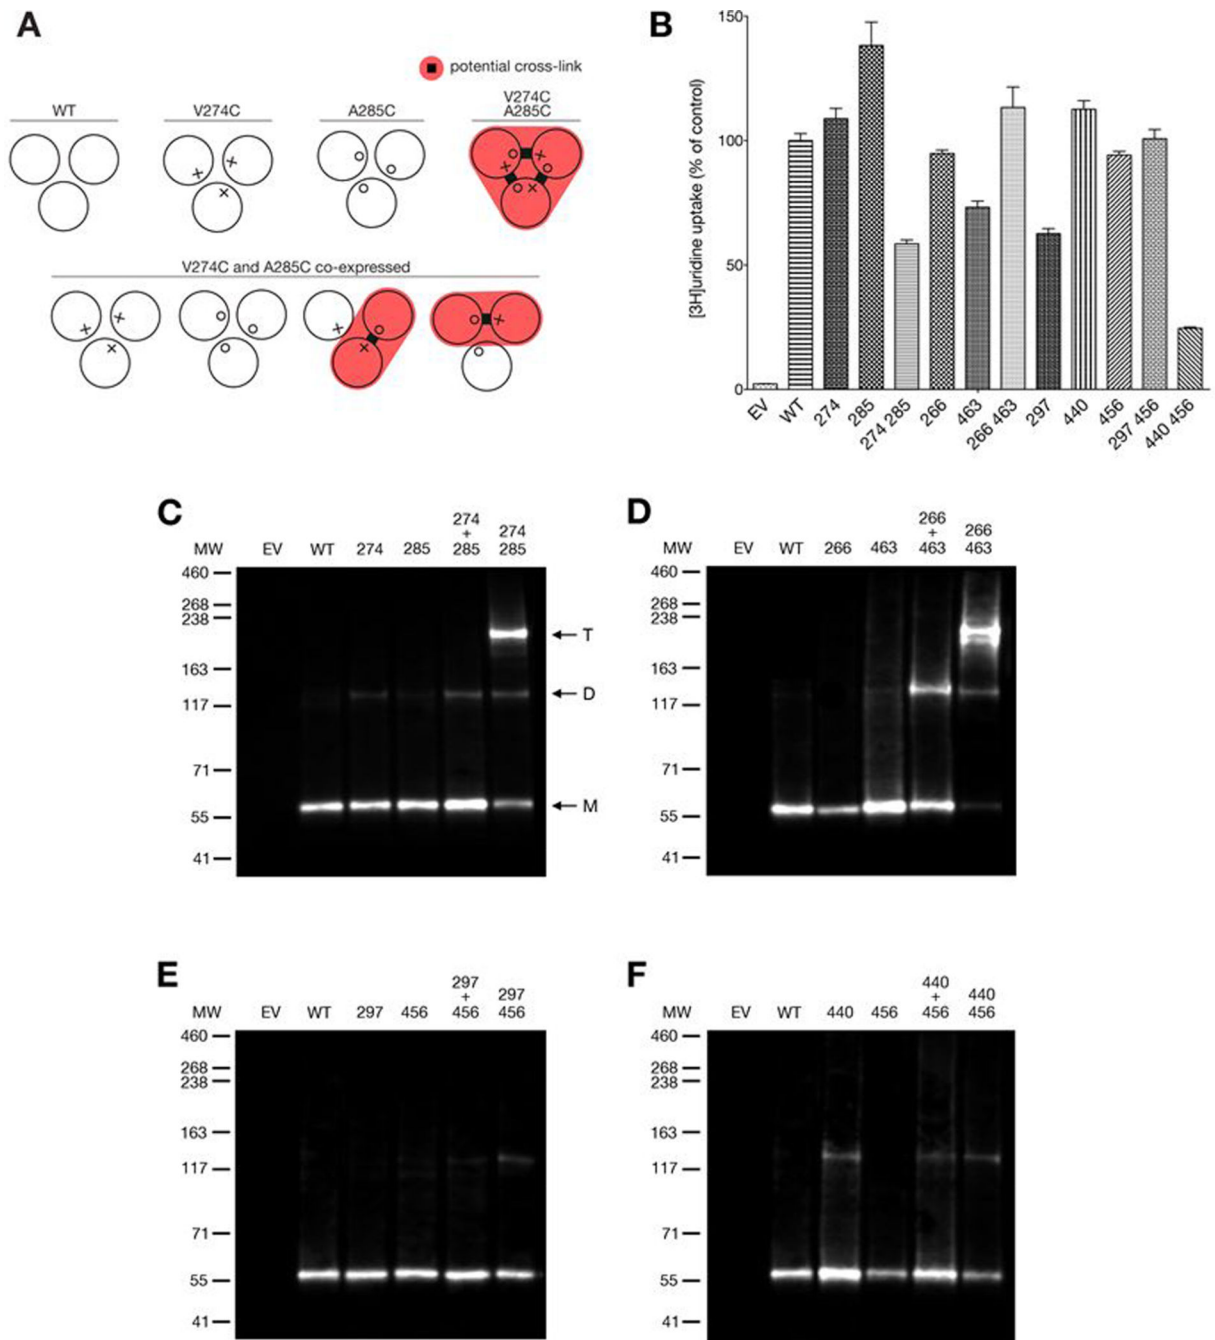 A
potential cross-link
WT
V274C
A285C
V274C
A285C
V274C and A285C co-expressed
B
[3H]uridine uptake (% of control)
150
100
50
0
EV
WT
274
285
274 285
266
463
266 463
297
440
456
297 456
440 456
C
MW EV WT 274 285 274 + 285 274 285
460
268
238
163
117
71
55
41
T
D
M
D
MW EV WT 266 463 266 + 463 266 463
460
268
238
163
117
71
55
41
E
MW EV WT 297 456 297 + 456 297 456
460
268
238
163
117
71
55
41
F
MW EV WT 440 456 440 + 456 440 456
460
268
238
163
117
71
55
41